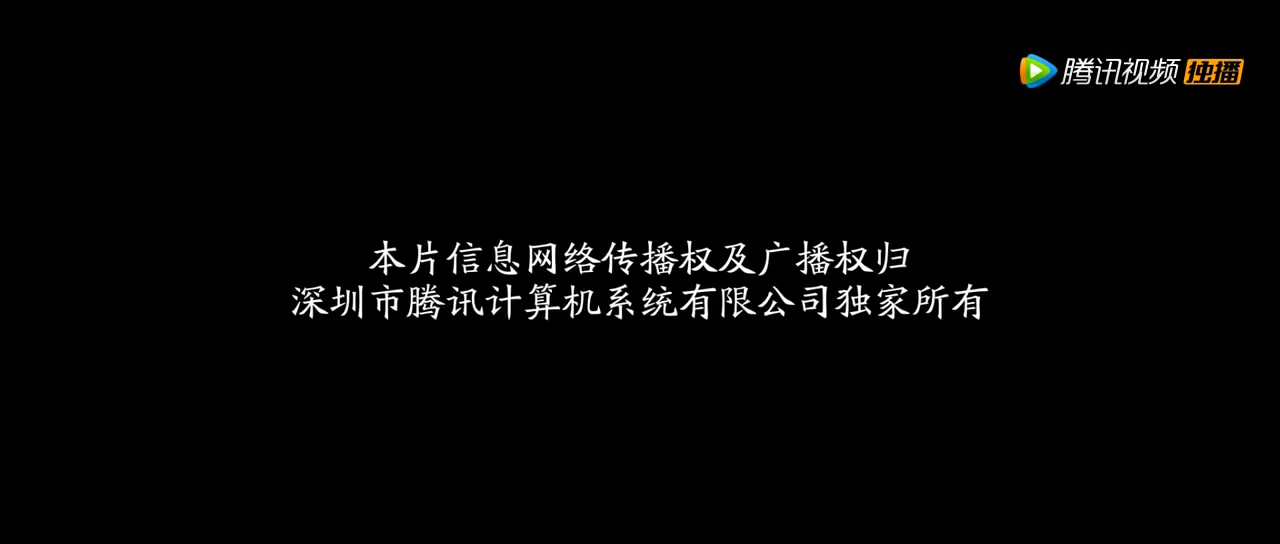 腾讯视频 独播
本片信息网络传播权及广播权归
深圳市腾讯计算机系统有限公司独家所有